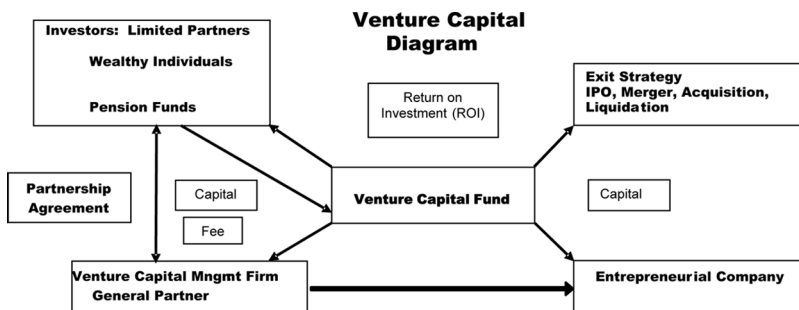 Venture Capital
Diagram
Investors: Limited Partners
Wealthy Individuals
Pension Funds
Return on
Investment (ROI)
Exit Strategy
IPO, Merger, Acquisition,
Liquidation
Partnership
Agreement
Capital
Fee
Venture Capital Fund
Capital
Venture Capital Mngmt Firm
General Partner
Entrepreneurial Company